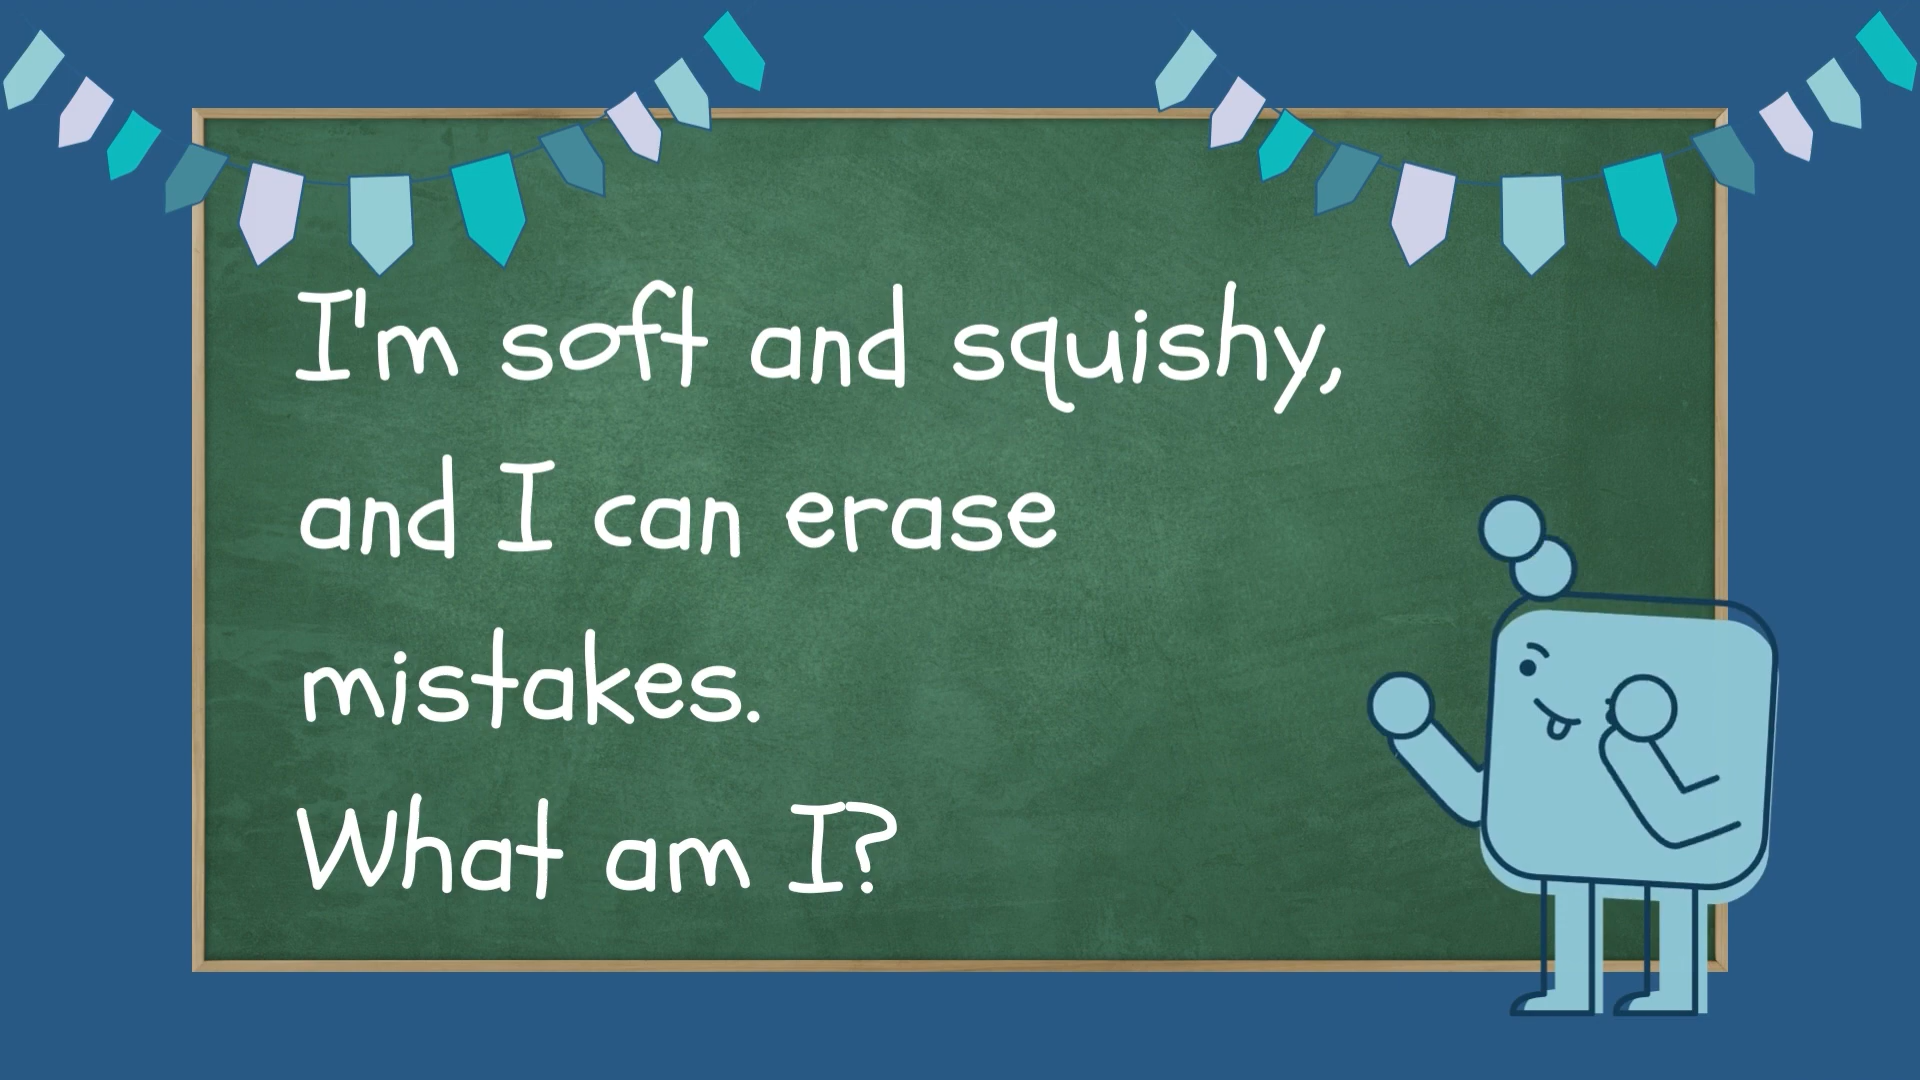 I'm soft and squishy,
and I can erase
mistakes.
What am I?